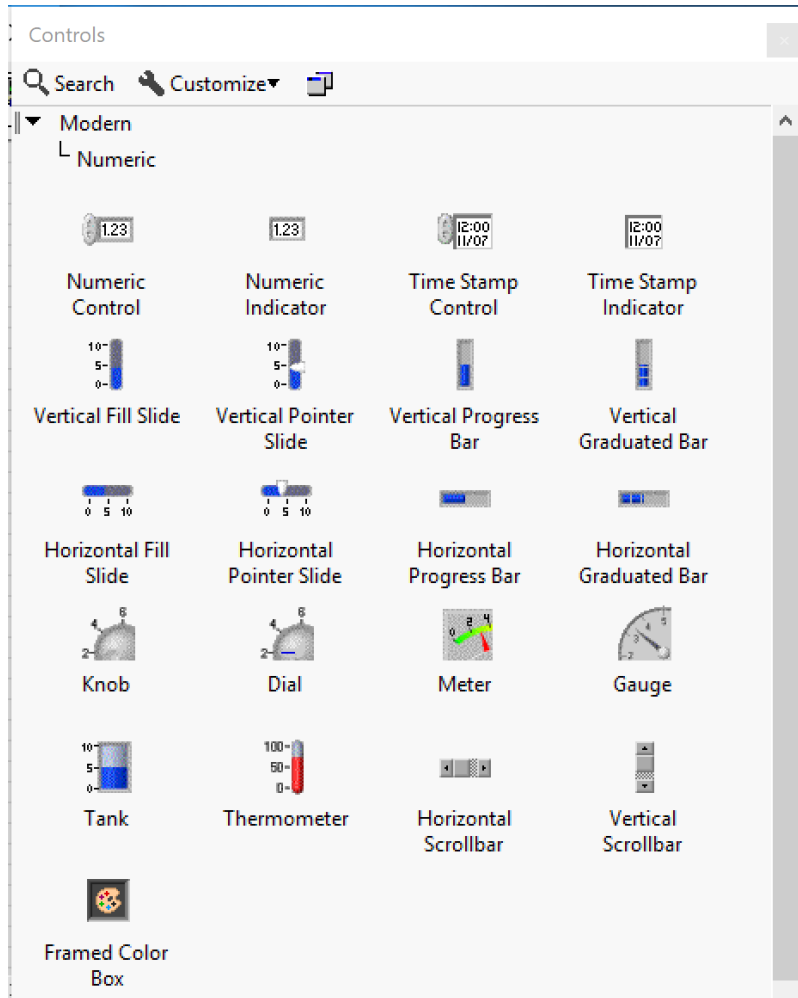 Controls
Search Customize
Modern
Numeric
1.23 1.23 12:00 12:00
11/07 11/07
Numeric Numeric Time Stamp Time Stamp
Control Indicator Control Indicator
10 10
5 5
0 0
Vertical Fill Slide Vertical Pointer Vertical Progress Vertical
Slide Bar Graduated Bar
0 5 10 0 5 10
Horizontal Fill Horizontal Horizontal Horizontal
Slide Pointer Slide Progress Bar Graduated Bar
2 4 6 2 4 6 0 2 4 2 3 4 5
Knob Dial Meter Gauge
10 100
5 50
0 0
Tank Thermometer Horizontal Vertical
Scrollbar Scrollbar
Framed Color
Box